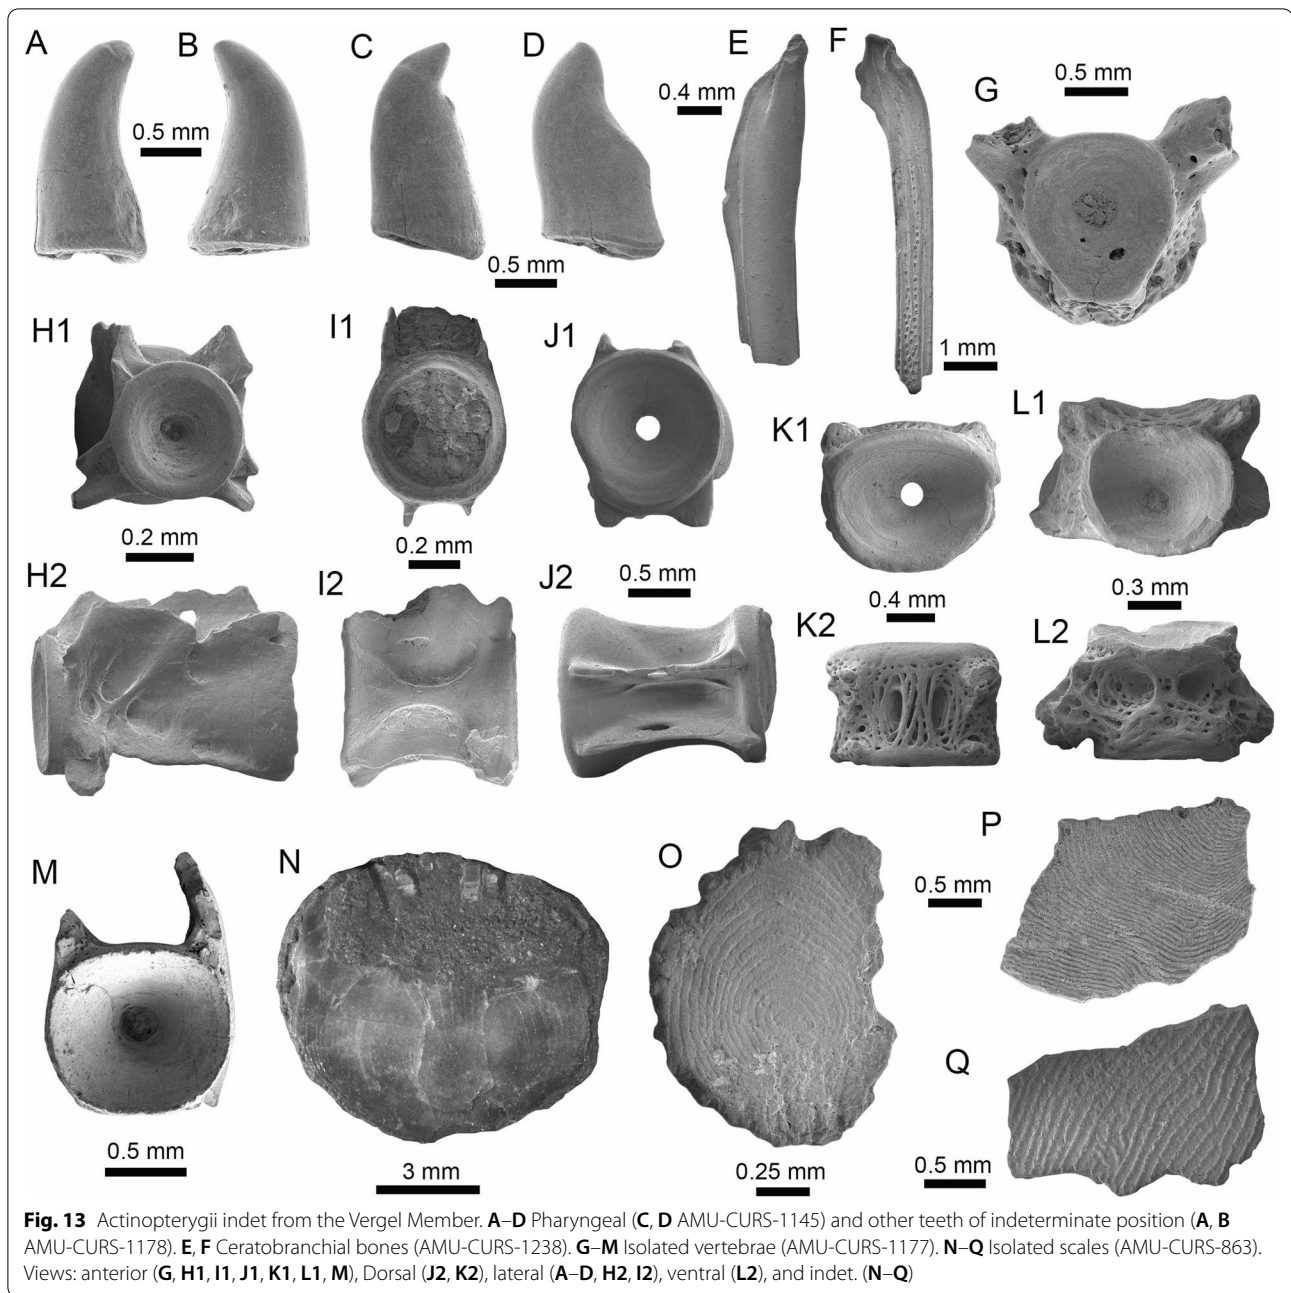 A
B
C
D
E
F
G
0.5 mm
0.4 mm
0.5 mm
0.5 mm
1 mm
H1
I1
J1
K1
L1
0.2 mm
0.2 mm
0.5 mm
0.4 mm
0.3 mm
H2
I2
J2
K2
L2
M
N
O
P
0.5 mm
Q
0.5 mm
3 mm
0.25 mm
0.5 mm
Fig. 13 Actinopterygii indet from the Vergel Member. A–D Pharyngeal (C, D AMU-CURS-1145) and other teeth of indeterminate position (A, B
AMU-CURS-1178). E, F Ceratobranchial bones (AMU-CURS-1238). G–M Isolated vertebrae (AMU-CURS-1177). N–Q Isolated scales (AMU-CURS-863).
Views: anterior (G, H1, I1, J1, K1, L1, M), Dorsal (J2, K2), lateral (A–D, H2, I2), ventral (L2), and indet. (N–Q)